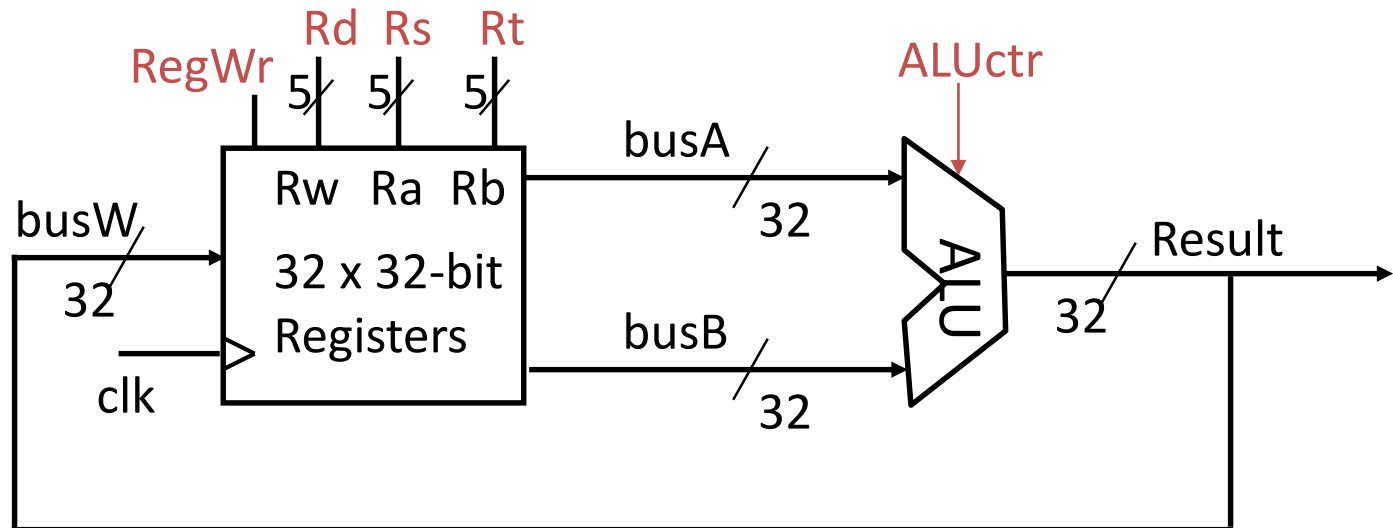 Rd Rs Rt
RegWr
ALUctr
5 5 5
busA
Rw Ra Rb
32
busW
Result
32 x 32-bit
ALU
32
32
Registers
busB
clk
32